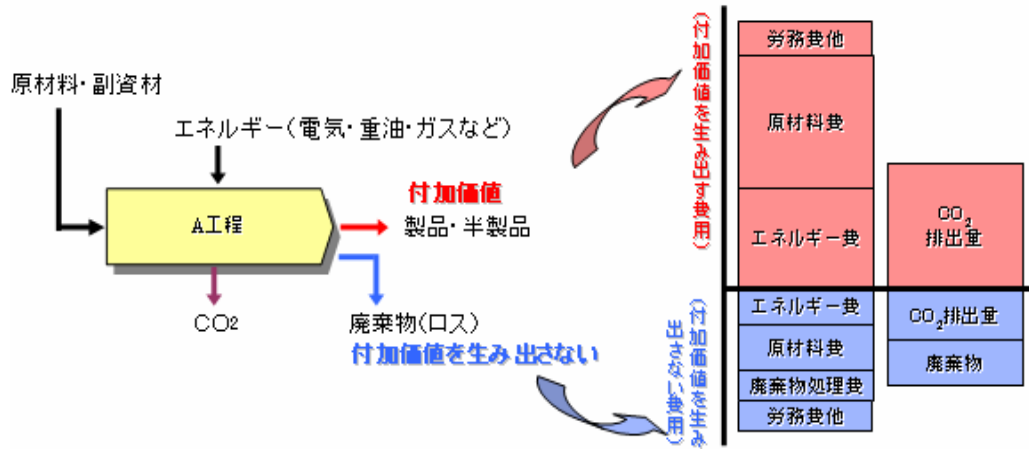 原材料・副資材
エネルギー(電気・重油・ガスなど)
A工程
付加価値
製品・半製品
CO2
廃棄物(ロス)
付加価値を生み出さない
(付加価値を生み出す費用)
労務費他
原材料費
エネルギー費
CO2
排出量
(付加価値を生み
出さない費用)
エネルギー費
原材料費
廃棄物処理費
労務費他
CO2排出量
廃棄物